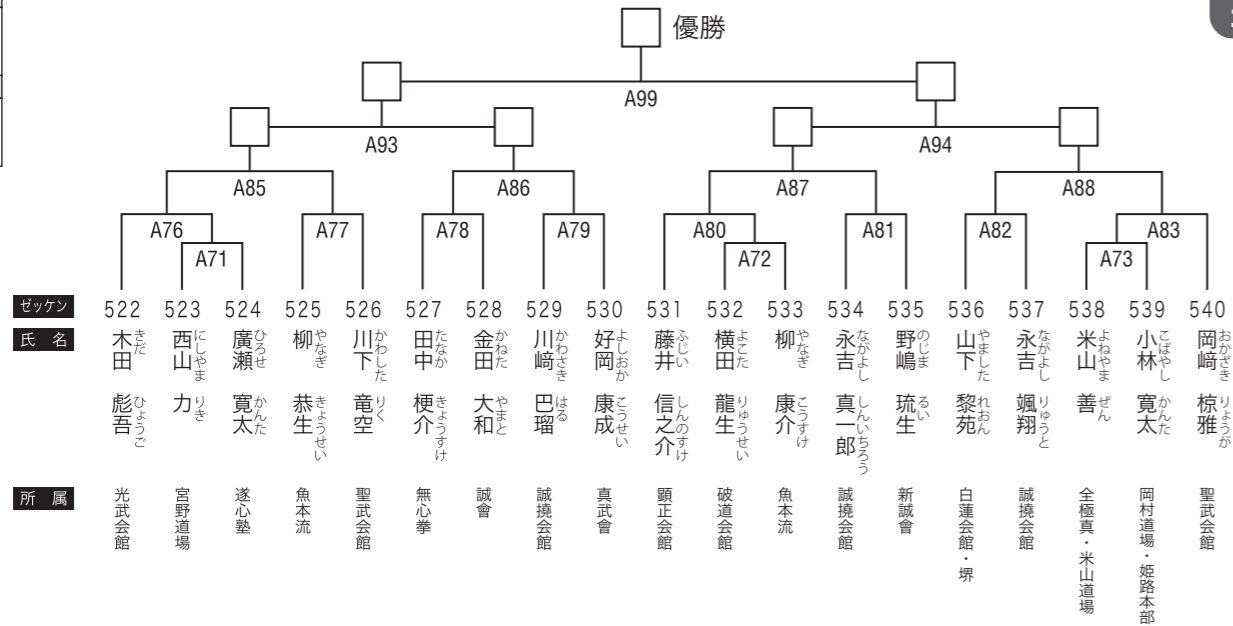 優勝
A99
A93
A94
A85
A86
A87
A88
A76
A77
A78
A79
A80
A81
A82
A83
A71
A72
A73
ゼッケン
522
523
524
525
526
527
528
529
530
531
532
533
534
535
536
537
538
539
540
氏 名
木田 彪吾
きだ ひょうご
西山 力
にしやま りき
廣瀬 寛太
ひろせ かんた
柳 恭生
やなぎ きょうせい
川下 竜空
かわした りく
田中 梗介
たなか きょうすけ
金田 大和
かねた やまと
川﨑 巴瑠
かわさき はる
好岡 康成
よしおか こうせい
藤井 信之介
ふじい しんのすけ
横田 龍生
よこた りゅうせい
柳 康介
やなぎ こうすけ
永吉 真一郎
ながよし しんいちろう
野嶋 琉生
のじま るい
山下 黎苑
やました れおん
永吉 颯翔
ながよし りゅうと
米山 善
よねやま ぜん
小林 寛太
こばやし かんた
岡﨑 椋雅
おかざき りょうが
所 属
光武会館
宮野道場
遂心塾
魚本流
聖武会館
無心拳
誠會
誠撓会館
真武會
顕正会館
破道会館
魚本流
誠撓会館
新誠會
白蓮会館・堺
誠撓会館
全極真・米山道場
岡村道場・姫路本部
聖武会館